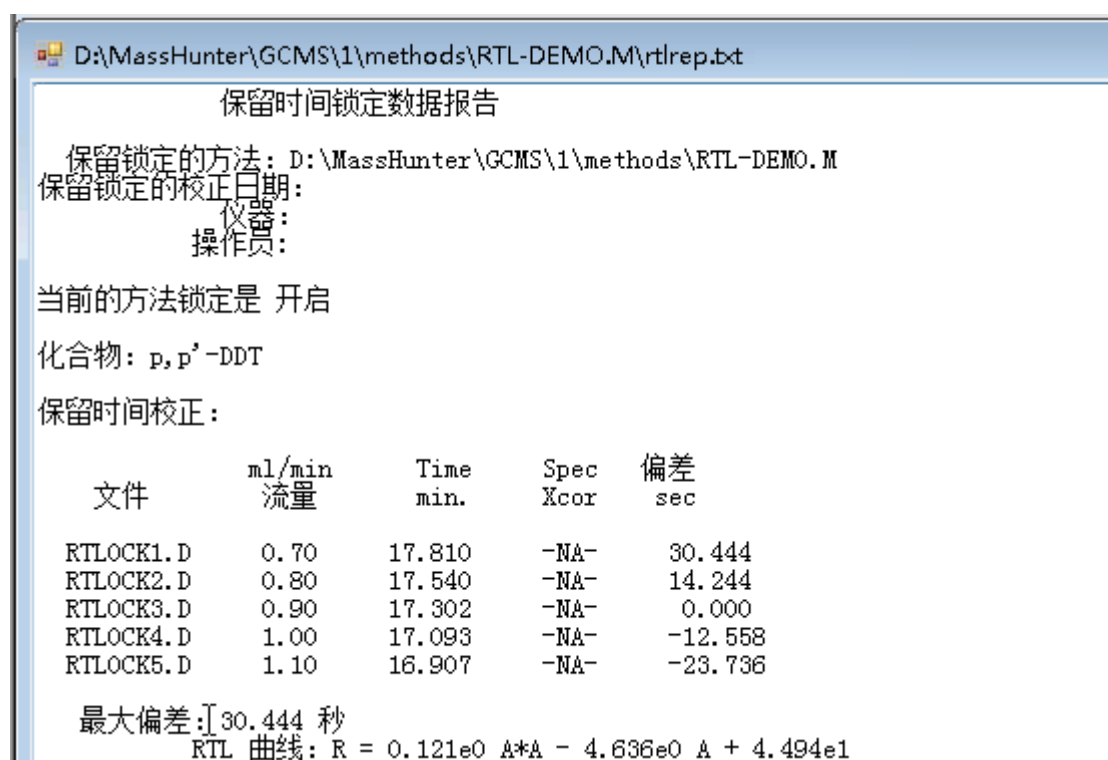 D:\MassHunter\GCMS\1\methods\RTL-DEMO.M\rtlrep.txt
保留时间锁定数据报告
保留锁定的方法: D:\MassHunter\GCMS\1\methods\RTL-DEMO.M
保留锁定的校正日期:
仪器:
操作员:
当前的方法锁定是 开启
化合物: p,p'-DDT
保留时间校正:
ml/min Time Spec 偏差
文件 流量 min. Xcor sec
RTLOCK1.D 0.70 17.810 -NA- 30.444
RTLOCK2.D 0.80 17.540 -NA- 14.244
RTLOCK3.D 0.90 17.302 -NA- 0.000
RTLOCK4.D 1.00 17.093 -NA- -12.558
RTLOCK5.D 1.10 16.907 -NA- -23.736
最大偏差: 30.444 秒
RTL 曲线: R = 0.121e0 A*A - 4.636e0 A + 4.494e1